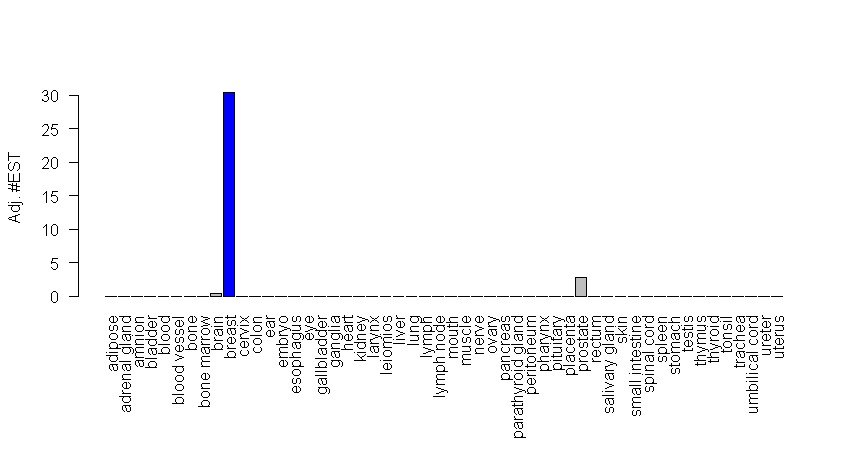 Adj. #EST
30
25
20
15
10
5
0
adipose
adrenal gland
amnion
bladder
blood
blood vessel
bone
bone marrow
brain
breast
cervix
colon
ear
embryo
esophagus
eye
gallbladder
ganglia
heart
kidney
larynx
leiomios
liver
lung
lymph
lymph node
mouth
muscle
nerve
ovary
pancreas
parathyroid gland
peritoneum
pharynx
pituitary
placenta
prostate
rectum
salivary gland
skin
small intestine
spinal cord
spleen
stomach
testis
thymus
thyroid
tonsil
trachea
umbilical cord
ureter
uterus